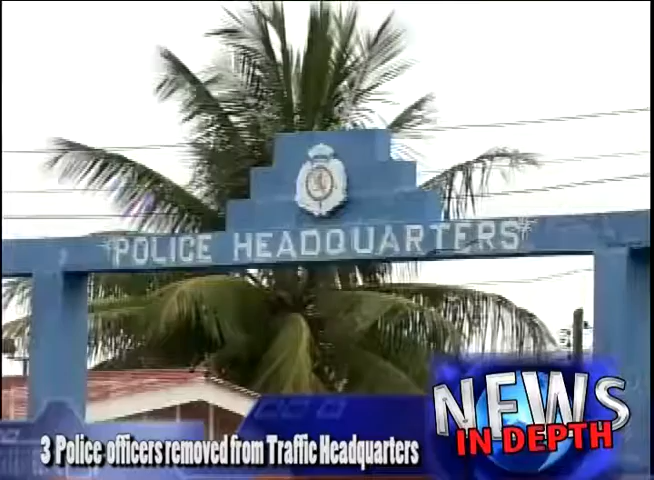 POLICE HEADQUARTERS
NEWS
IN DEPTH
3 Police officers removed from Traffic Headquarters